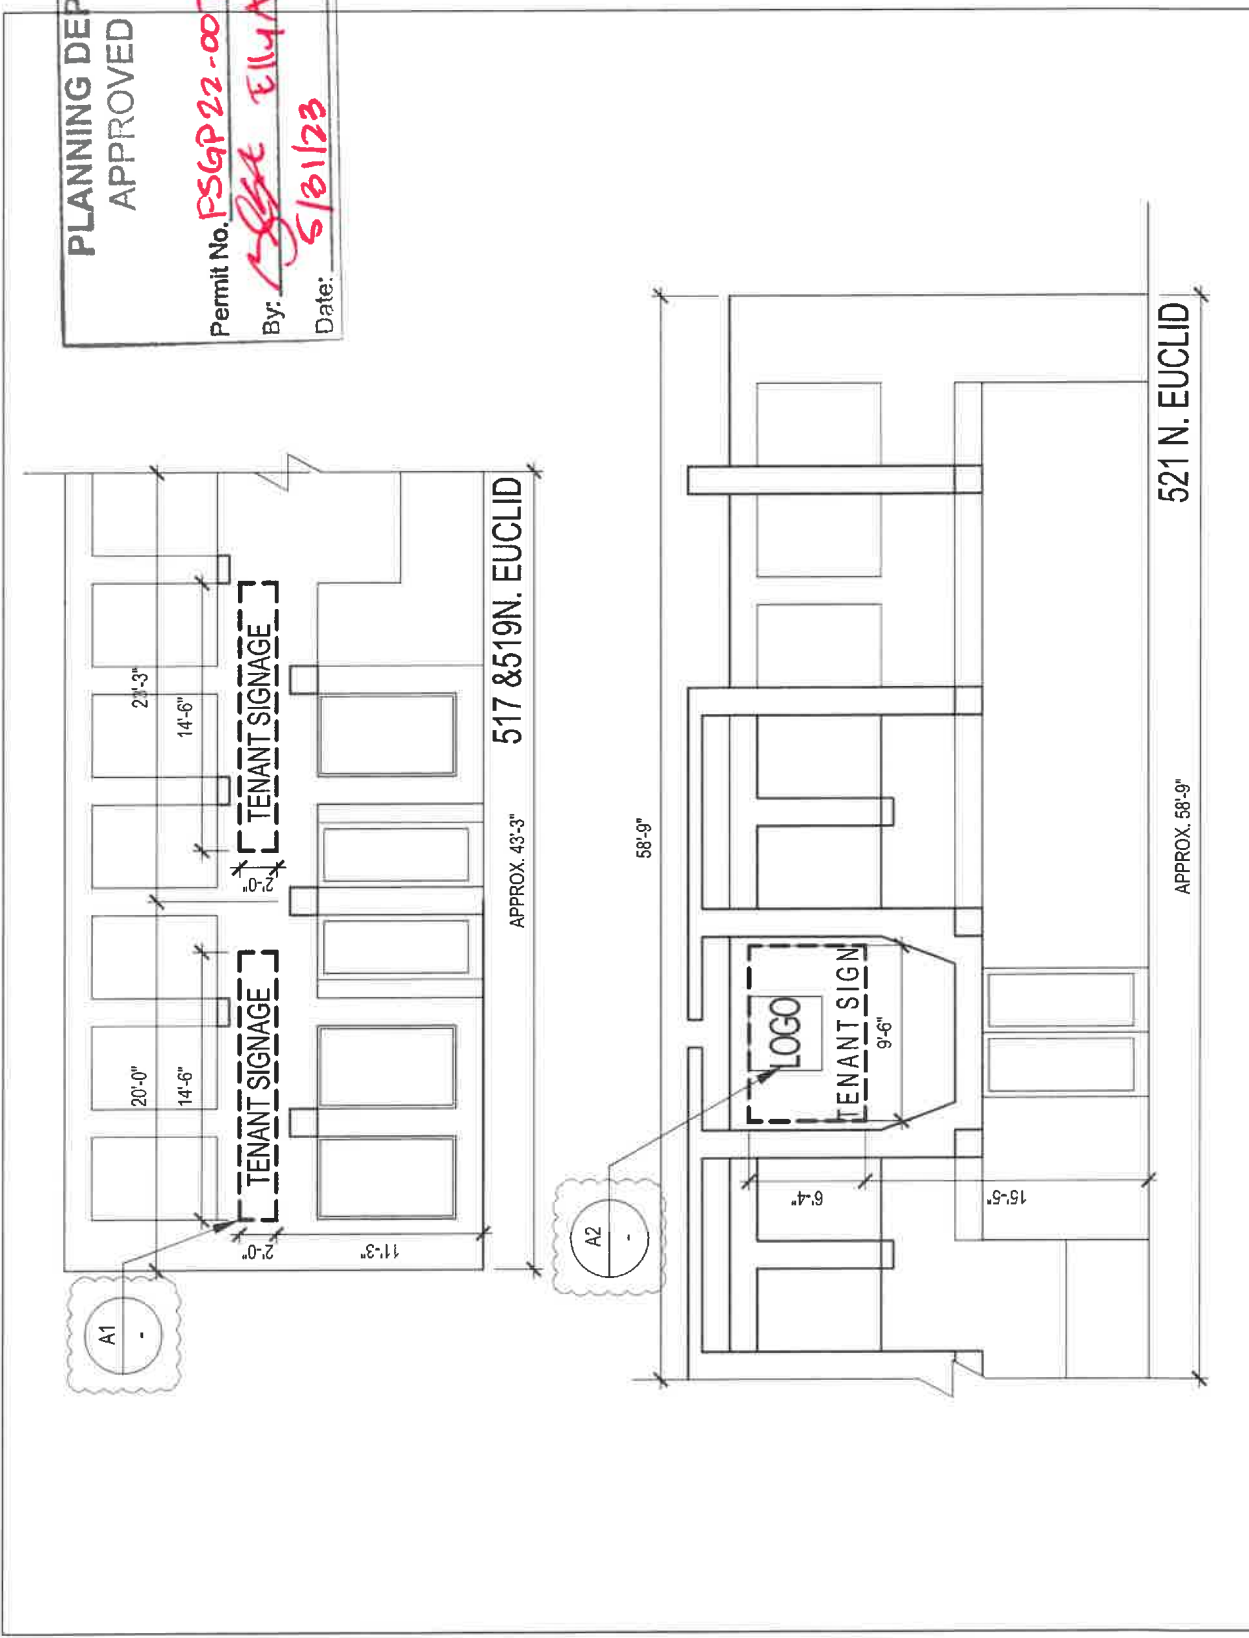 PLANNING DEP
APPROVED
Permit No. PSGP22-00
By: Elly A
Date: 5/31/23
A1
-
20'-0"
23'-3"
14'-6"
14'-6"
TENANT SIGNAGE
TENANT SIGNAGE
2'-0"
2'-0"
11'-3"
517 &519N. EUCLID
APPROX. 43'-3"
A2
-
58'-9"
LOGO
TENANT SIGN
9'-6"
6'-4"
15'-5"
521 N. EUCLID
APPROX. 58'-9"